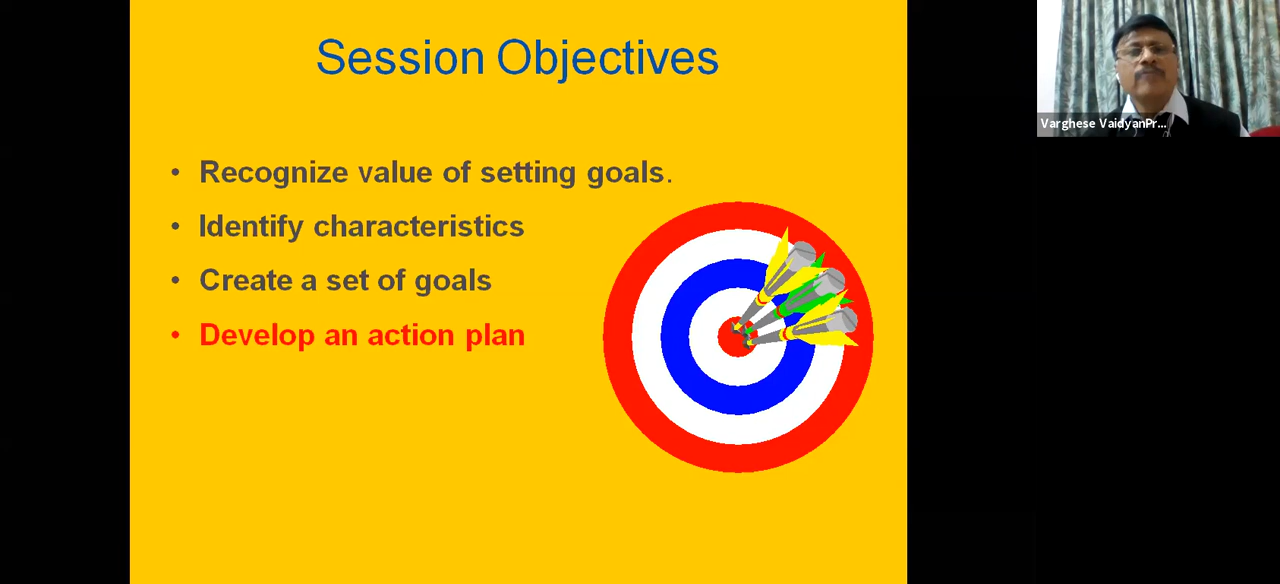 Session Objectives
• Recognize value of setting goals.
• Identify characteristics
• Create a set of goals
• Develop an action plan
Varghese VaidyanPr...